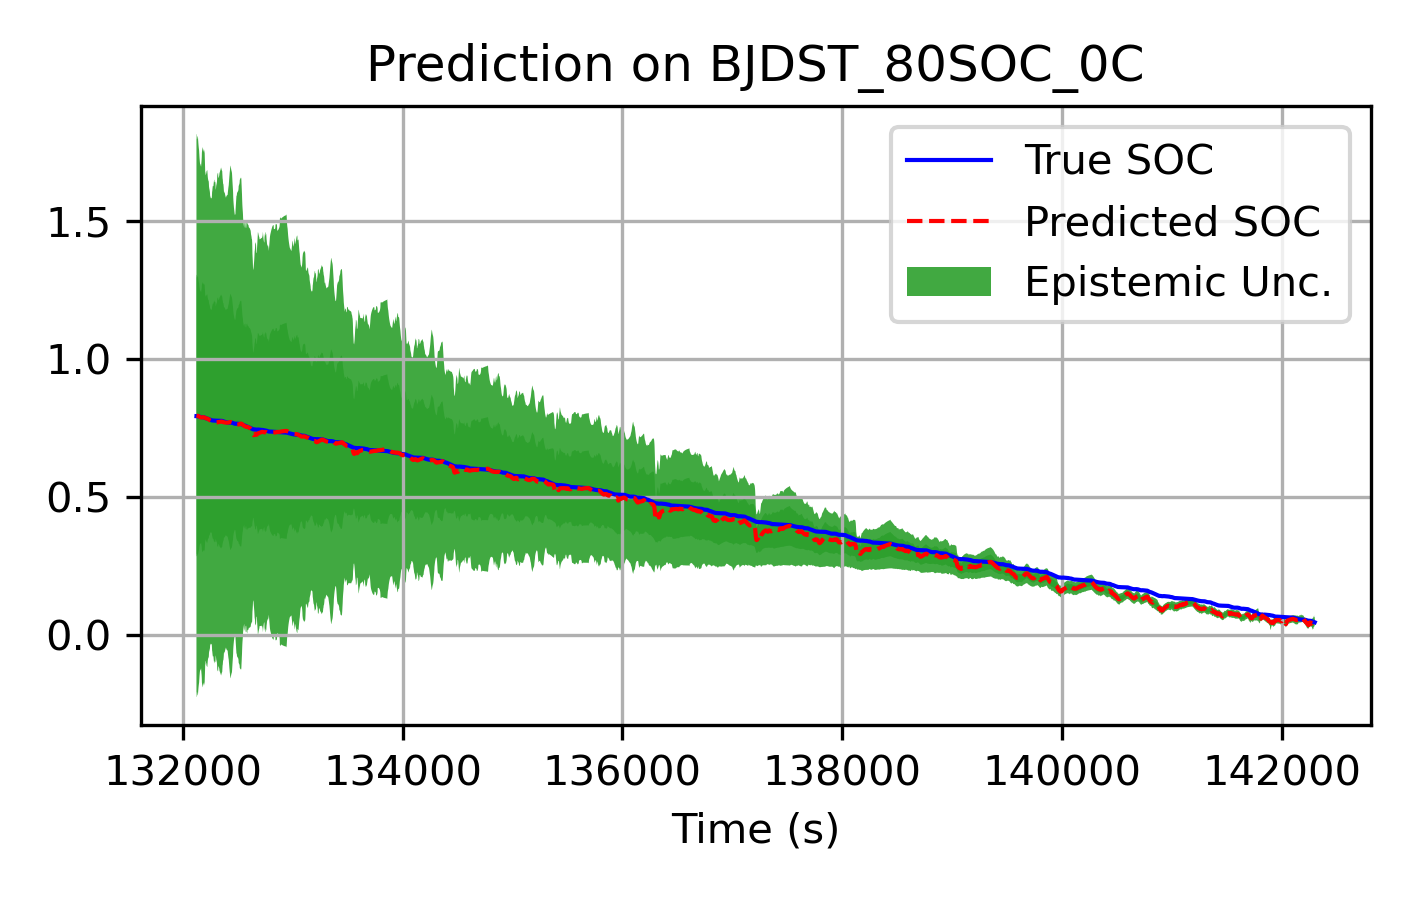 Prediction on BJDST_80SOC_0C
True SOC
Predicted SOC
Epistemic Unc.
1.5
1.0
0.5
0.0
132000 134000 136000 138000 140000 142000
Time (s)